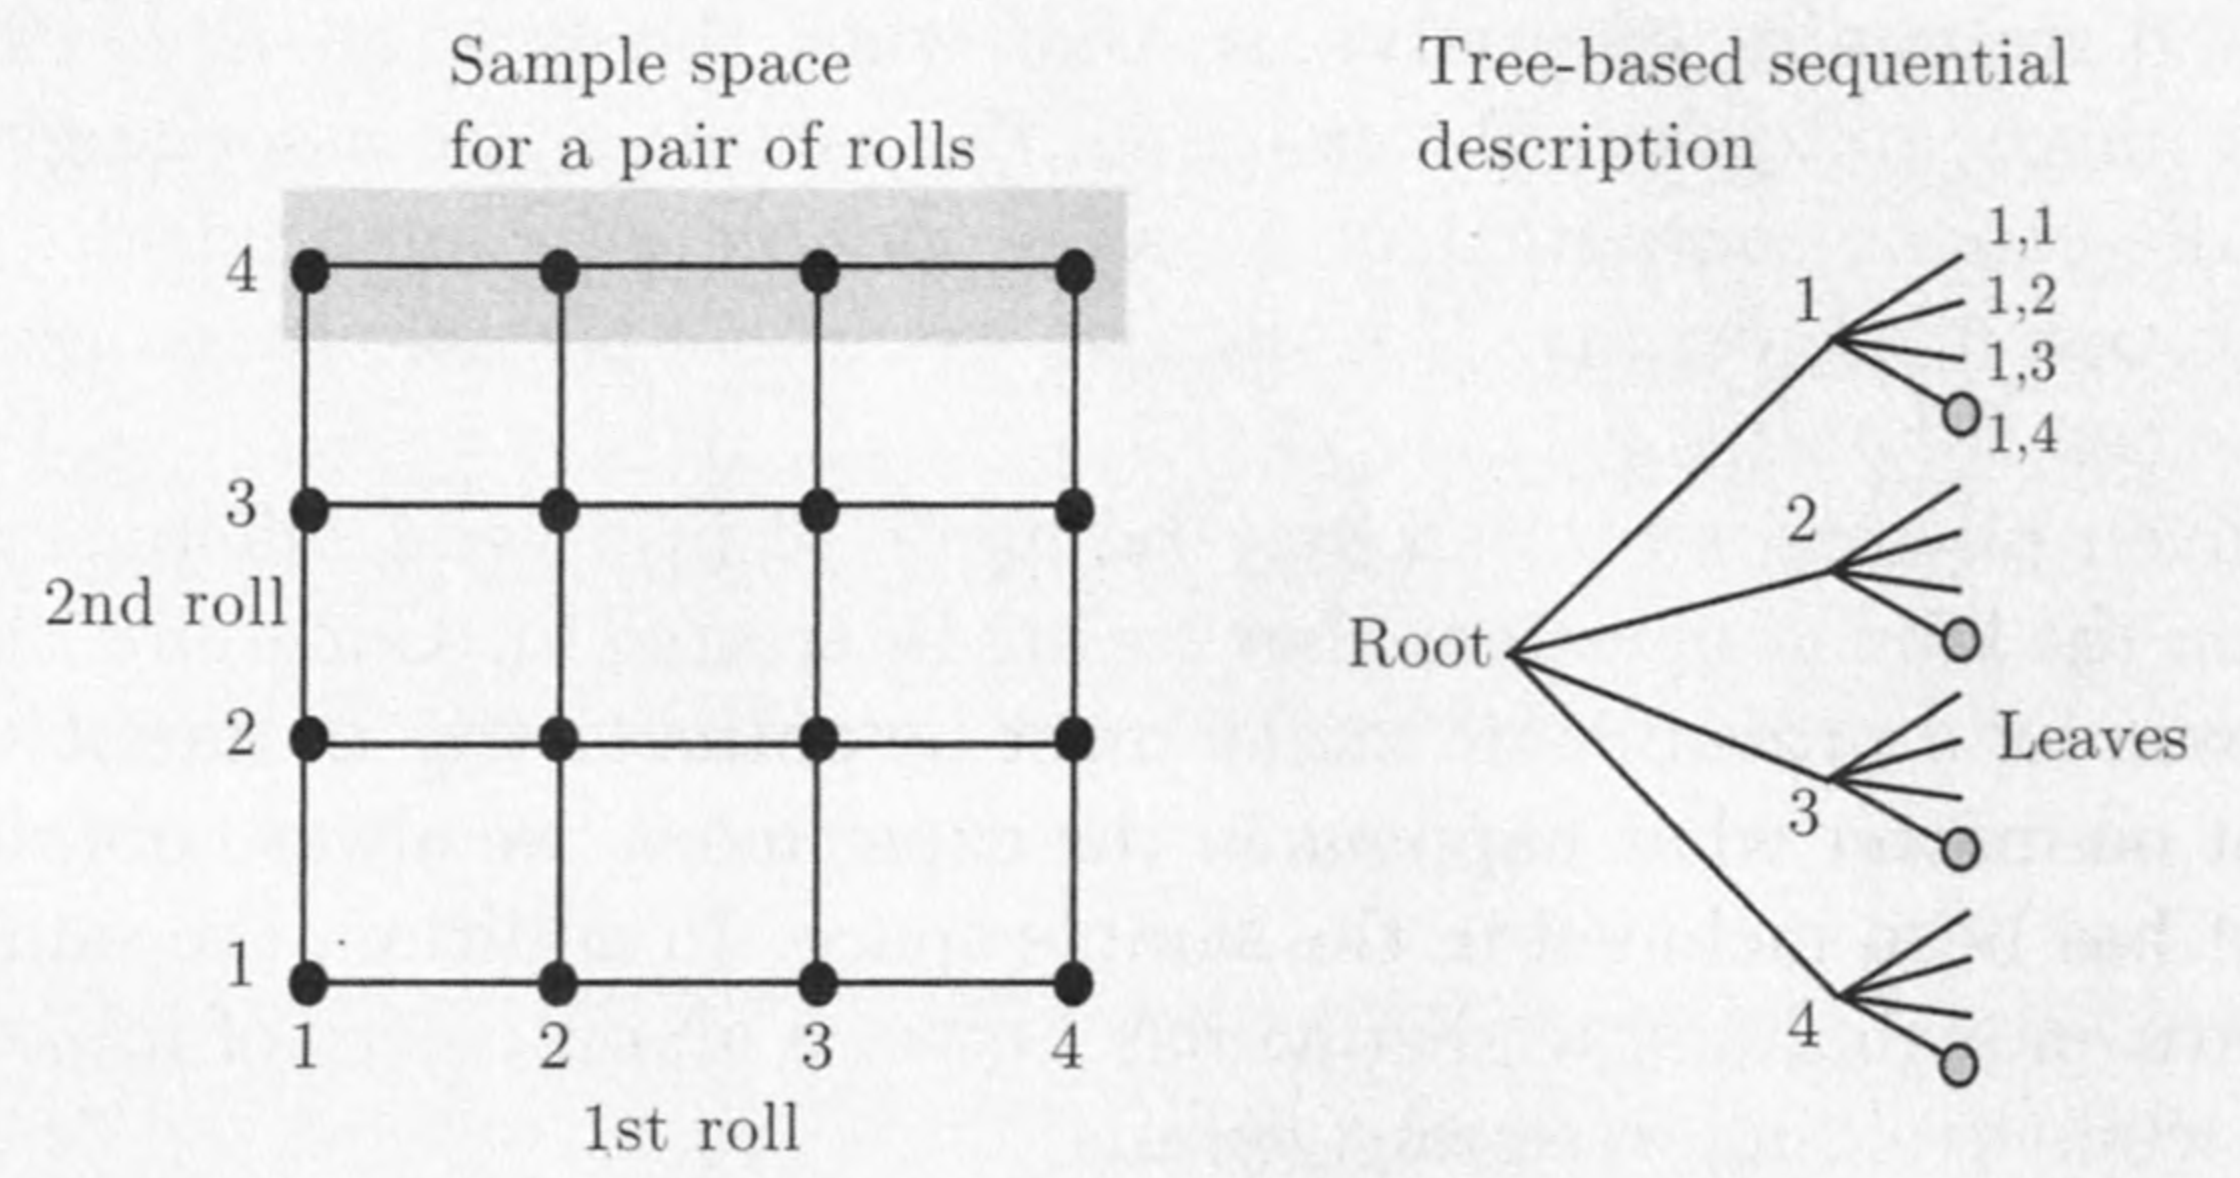 Sample space
for a pair of rolls
4
3
2nd roll
2
1
1 2 3 4
1st roll
Tree-based sequential
description
1,1
1
1,2
1,3
1,4
2
Root
Leaves
3
4